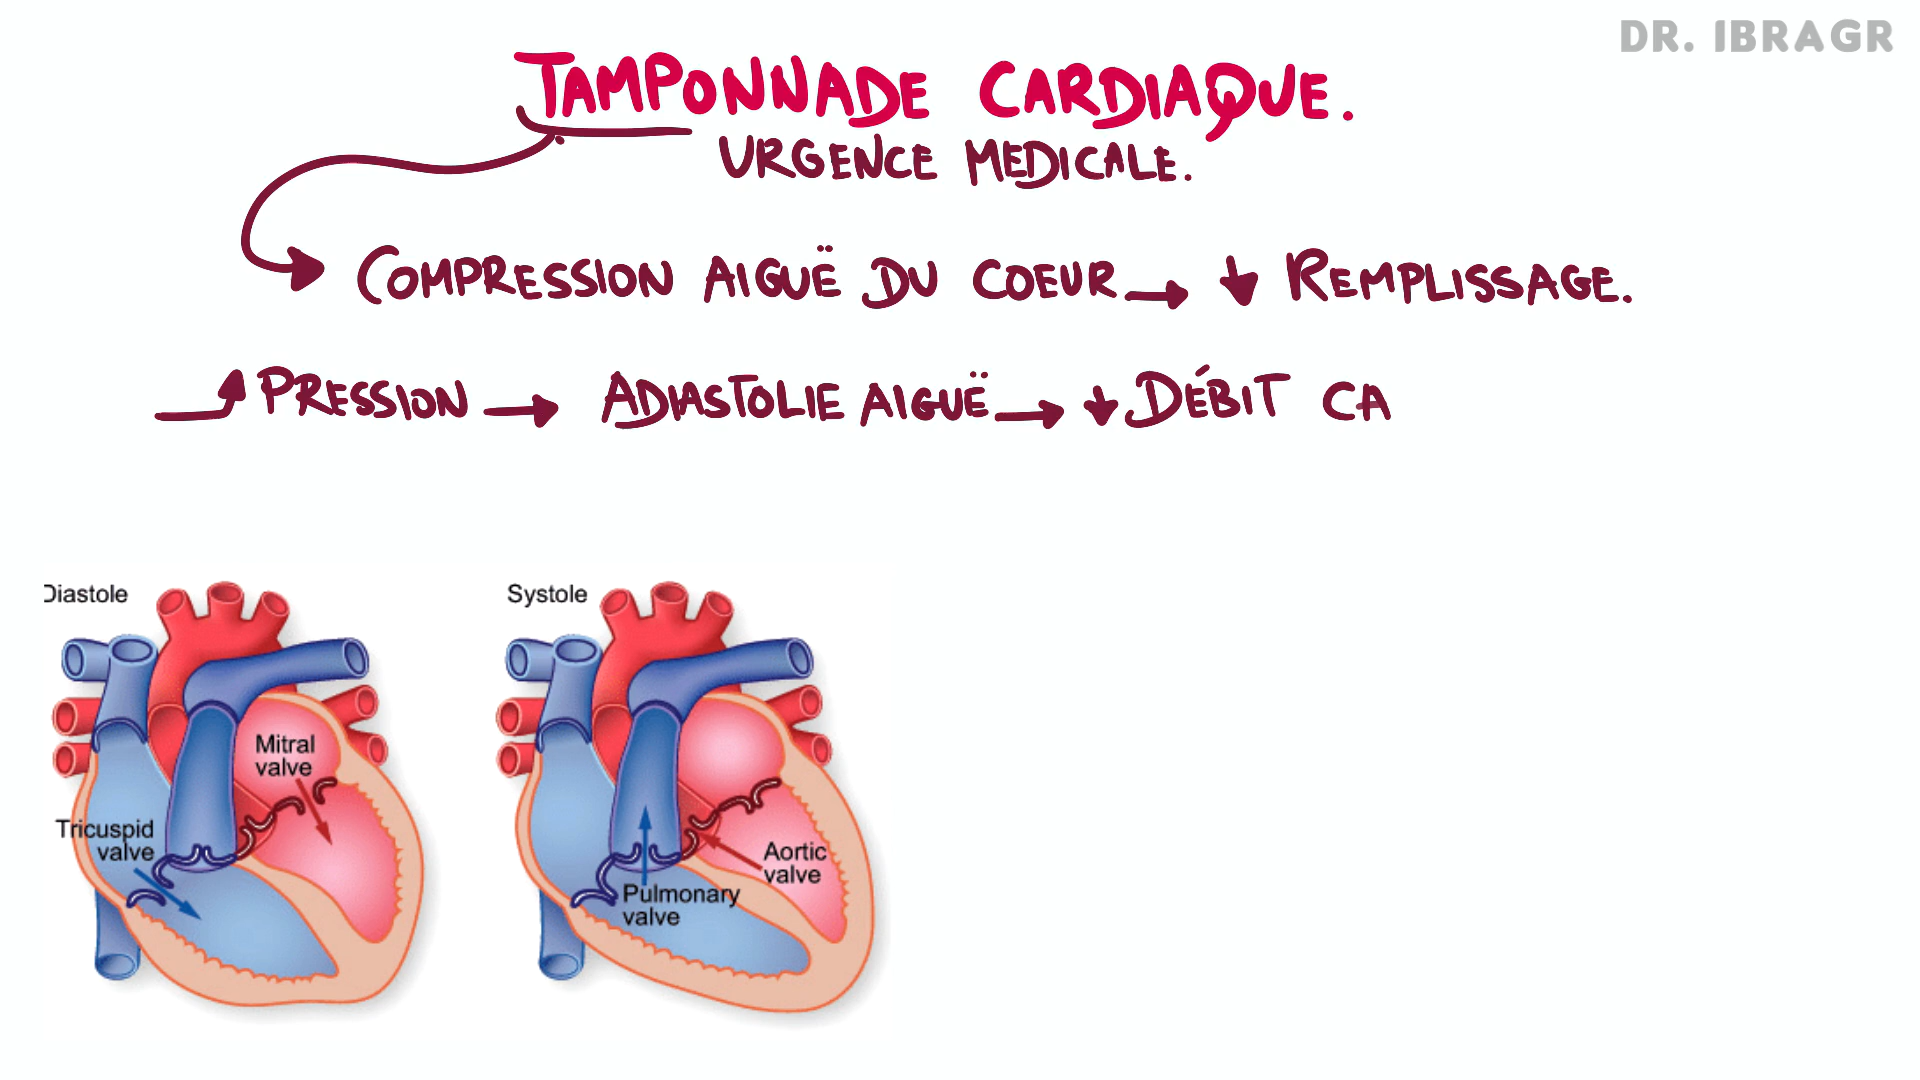 DR. IBRAGR
TAMPONNADE CARDIAQUE.
URGENCE MEDICALE.
COMPRESSION AIGUË DU COEUR → ↓ REMPLISSAGE.
PRESSION → ADIASTOLIE AIGUË → ↓ DÉBIT CA
Diastole
Systole
Mitral
valve
Tricuspid
valve
Aortic
valve
Pulmonary
valve